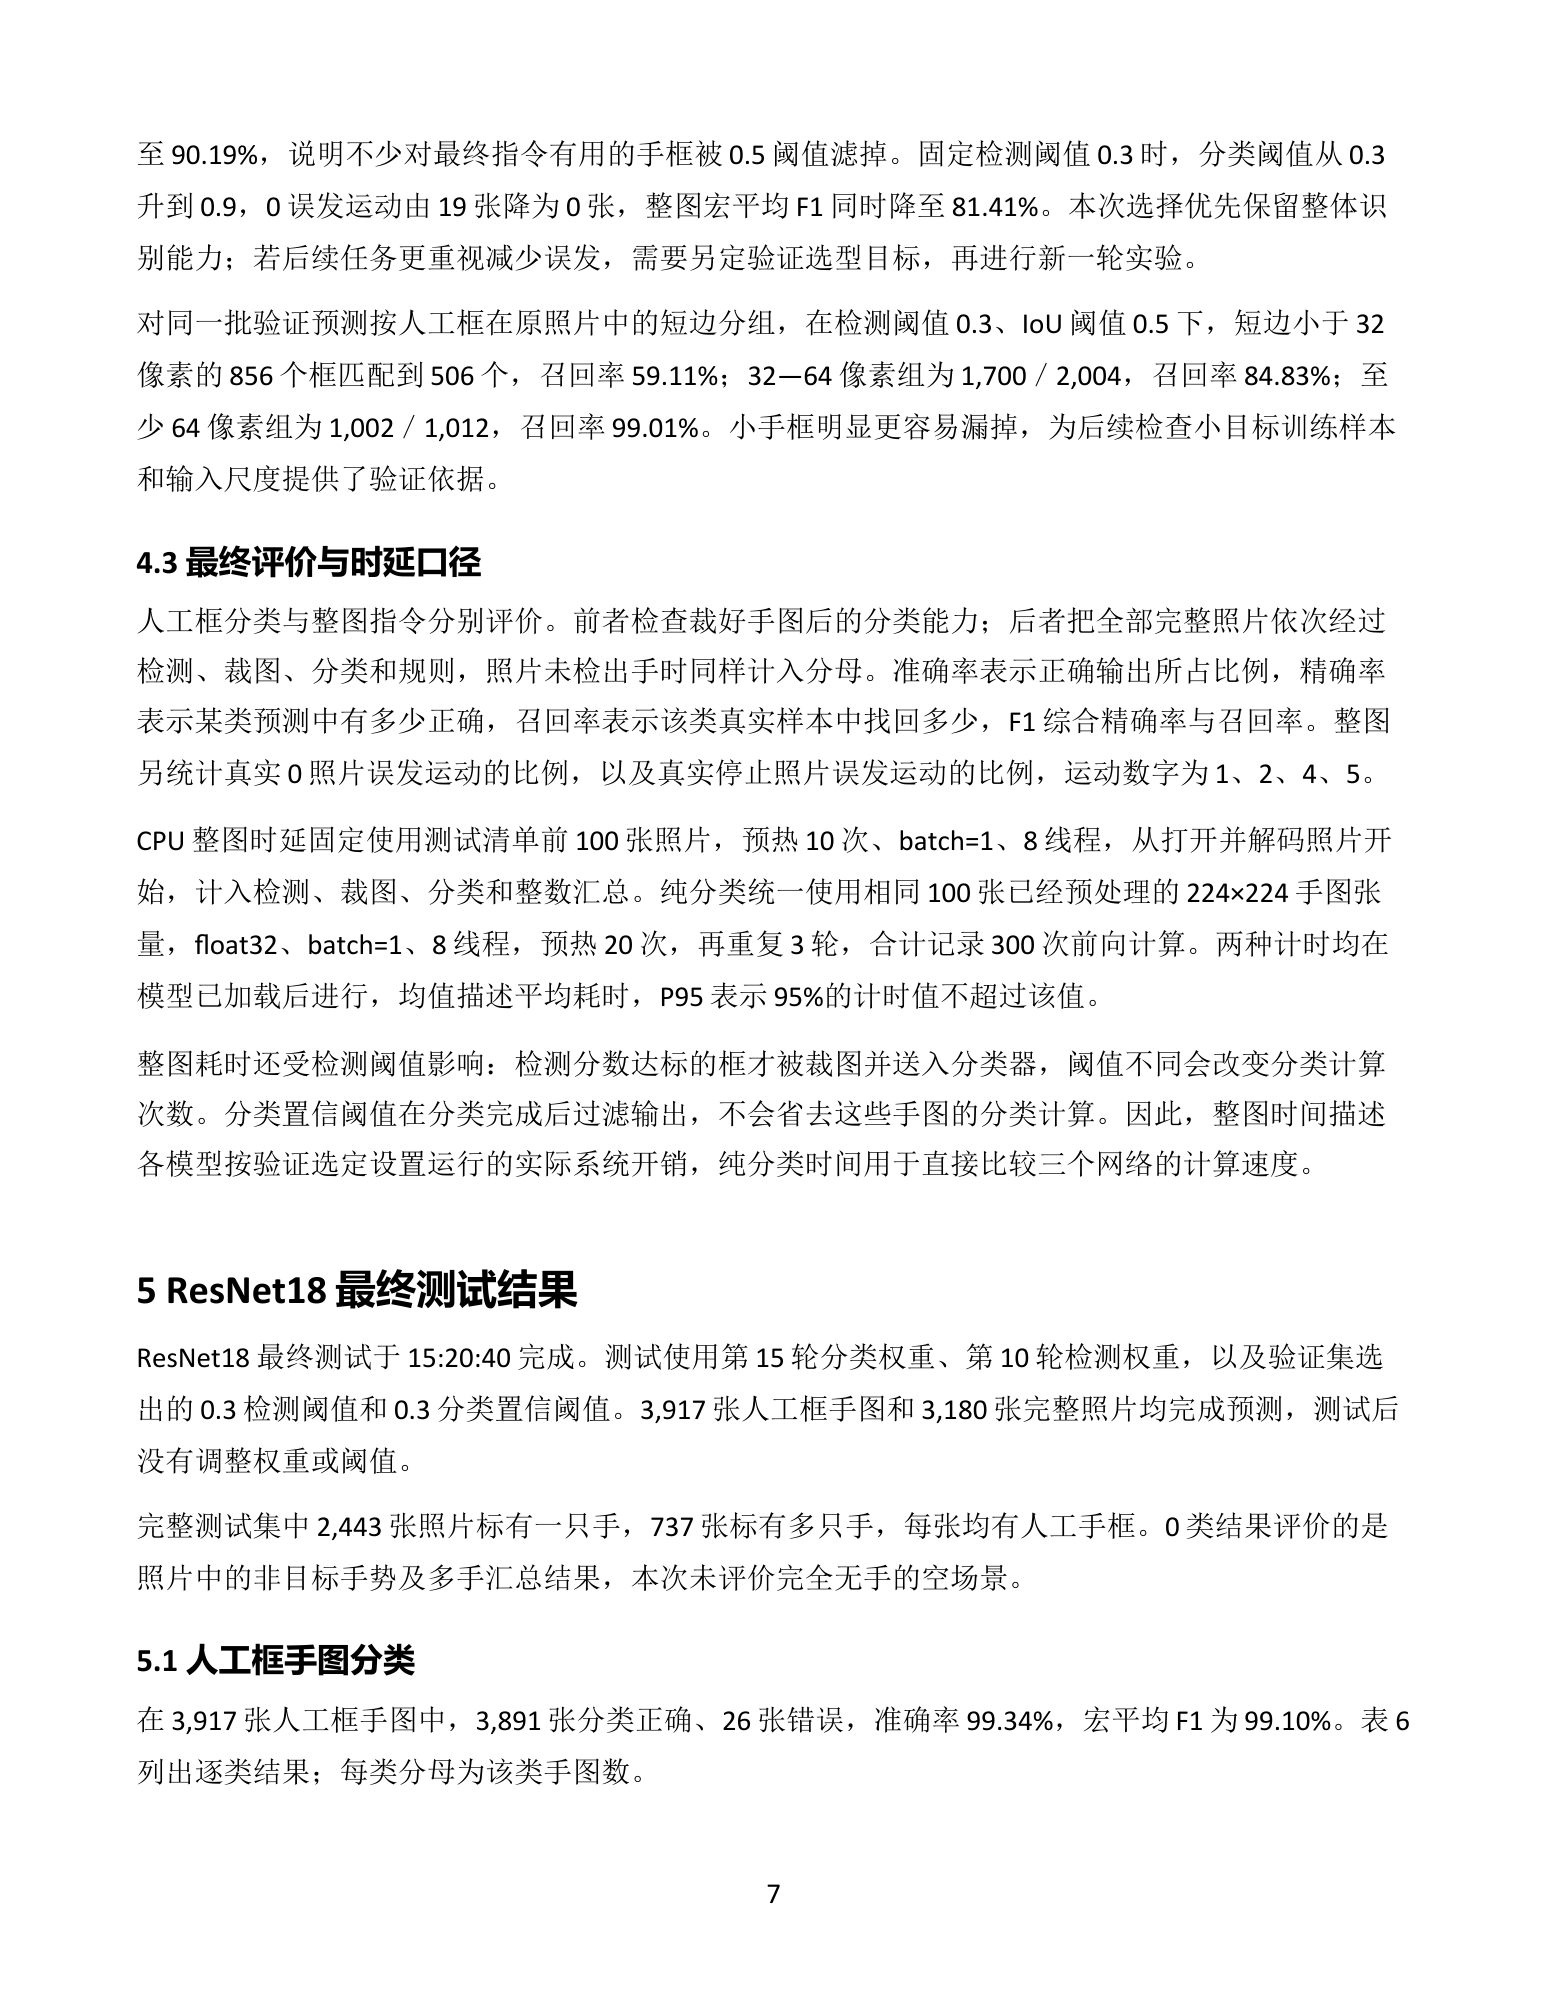 至 90.19%，说明不少对最终指令有用的手框被 0.5 阈值滤掉。固定检测阈值 0.3 时，分类阈值从 0.3
升到 0.9，0 误发运动由 19 张降为 0 张，整图宏平均 F1 同时降至 81.41%。本次选择优先保留整体识
别能力；若后续任务更重视减少误发，需要另定验证选型目标，再进行新一轮实验。
对同一批验证预测按人工框在原照片中的短边分组，在检测阈值 0.3、IoU 阈值 0.5 下，短边小于 32
像素的 856 个框匹配到 506 个，召回率 59.11%；32—64 像素组为 1,700／2,004，召回率 84.83%；至
少 64 像素组为 1,002／1,012，召回率 99.01%。小手框明显更容易漏掉，为后续检查小目标训练样本
和输入尺度提供了验证依据。
4.3 最终评价与时延口径
人工框分类与整图指令分别评价。前者检查裁好手图后的分类能力；后者把全部完整照片依次经过
检测、裁图、分类和规则，照片未检出手时同样计入分母。准确率表示正确输出所占比例，精确率
表示某类预测中有多少正确，召回率表示该类真实样本中找回多少，F1 综合精确率与召回率。整图
另统计真实 0 照片误发运动的比例，以及真实停止照片误发运动的比例，运动数字为 1、2、4、5。
CPU 整图时延固定使用测试清单前 100 张照片，预热 10 次、batch=1、8 线程，从打开并解码照片开
始，计入检测、裁图、分类和整数汇总。纯分类统一使用相同 100 张已经预处理的 224×224 手图张
量，float32、batch=1、8 线程，预热 20 次，再重复 3 轮，合计记录 300 次前向计算。两种计时均在
模型已加载后进行，均值描述平均耗时，P95 表示 95%的计时值不超过该值。
整图耗时还受检测阈值影响：检测分数达标的框才被裁图并送入分类器，阈值不同会改变分类计算
次数。分类置信阈值在分类完成后过滤输出，不会省去这些手图的分类计算。因此，整图时间描述
各模型按验证选定设置运行的实际系统开销，纯分类时间用于直接比较三个网络的计算速度。
5 ResNet18 最终测试结果
ResNet18 最终测试于 15:20:40 完成。测试使用第 15 轮分类权重、第 10 轮检测权重，以及验证集选
出的 0.3 检测阈值和 0.3 分类置信阈值。3,917 张人工框手图和 3,180 张完整照片均完成预测，测试后
没有调整权重或阈值。
完整测试集中 2,443 张照片标有一只手，737 张标有多只手，每张均有人工手框。0 类结果评价的是
照片中的非目标手势及多手汇总结果，本次未评价完全无手的空场景。
5.1 人工框手图分类
在 3,917 张人工框手图中，3,891 张分类正确、26 张错误，准确率 99.34%，宏平均 F1 为 99.10%。表 6
列出逐类结果；每类分母为该类手图数。
7